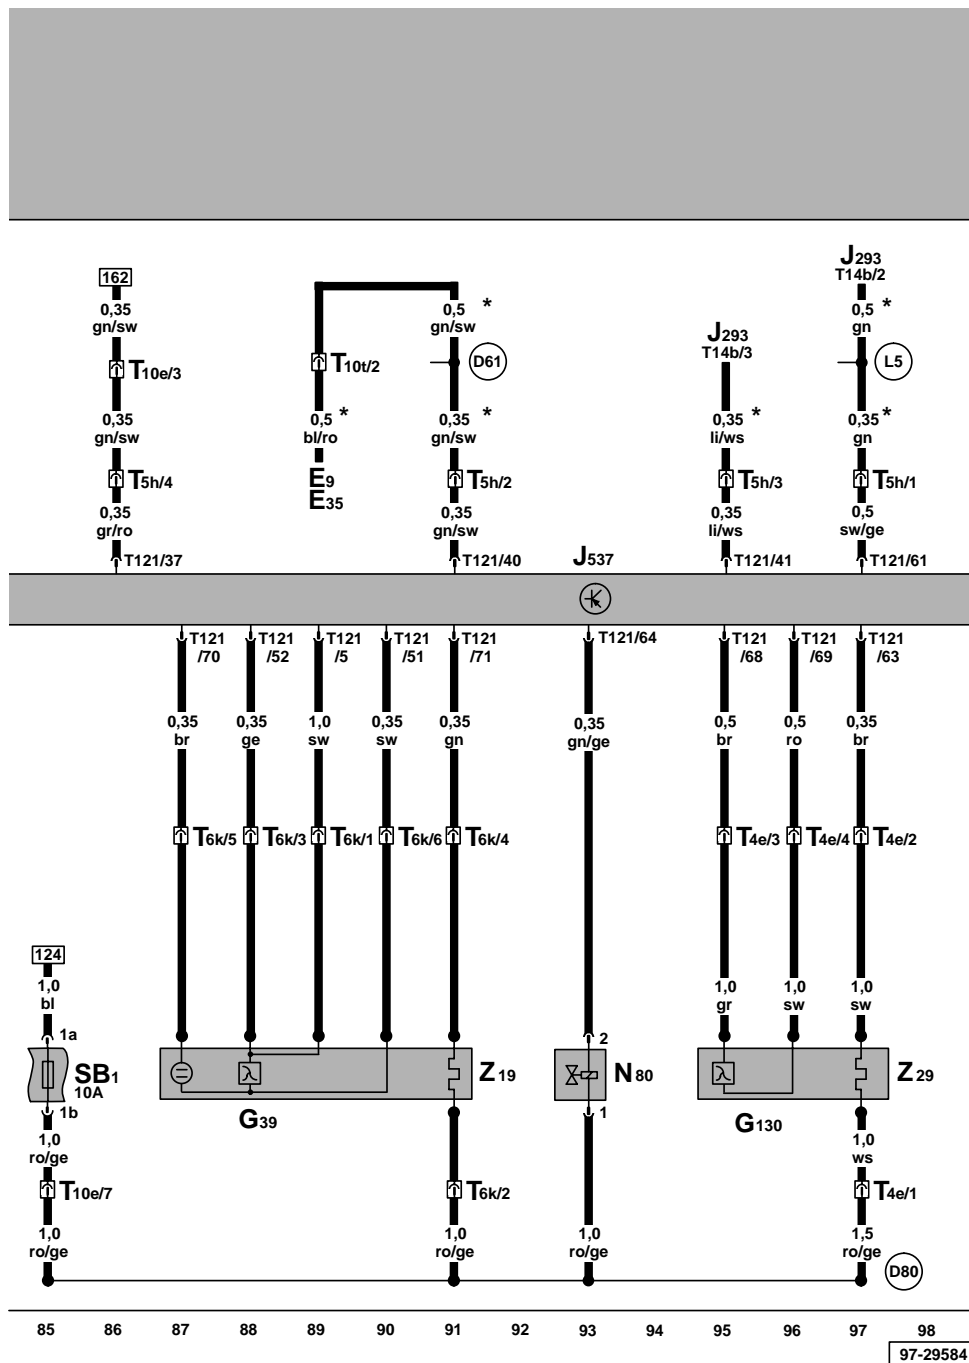 J293
T14b/2
162
0,35
gn/sw
0,5 *
gn/sw
0,5 *
gn
J293
T14b/3
T10e/3
T10t/2
D61
L5
0,35
gn/sw
0,5 *
bl/ro
0,35 *
gn/sw
0,35 *
li/ws
0,35 *
gn
T5h/4
E9
E35
T5h/2
T5h/3
T5h/1
0,35
gr/ro
0,35
gn/sw
0,35
li/ws
0,5
sw/ge
T121/37
T121/40
J537
T121/41
T121/61
T121
/70
T121
/52
T121
/5
T121
/51
T121
/71
T121/64
T121
/68
T121
/69
T121
/63
0,35
br
0,35
ge
1,0
sw
0,35
sw
0,35
gn
0,35
gn/ge
0,5
br
0,5
ro
0,35
br
T6k/5
T6k/3
T6k/1
T6k/6
T6k/4
T4e/3
T4e/4
T4e/2
124
1,0
bl
1,0
gr
1,0
sw
1,0
sw
1a
2
SB1
10A
Z19
N80
Z29
1b
G39
1
G130
1,0
ro/ge
1,0
ws
T10e/7
T6k/2
T4e/1
1,0
ro/ge
1,0
ro/ge
1,0
ro/ge
1,5
ro/ge
D80
85 86 87 88 89 90 91 92 93 94 95 96 97 98
97-29584